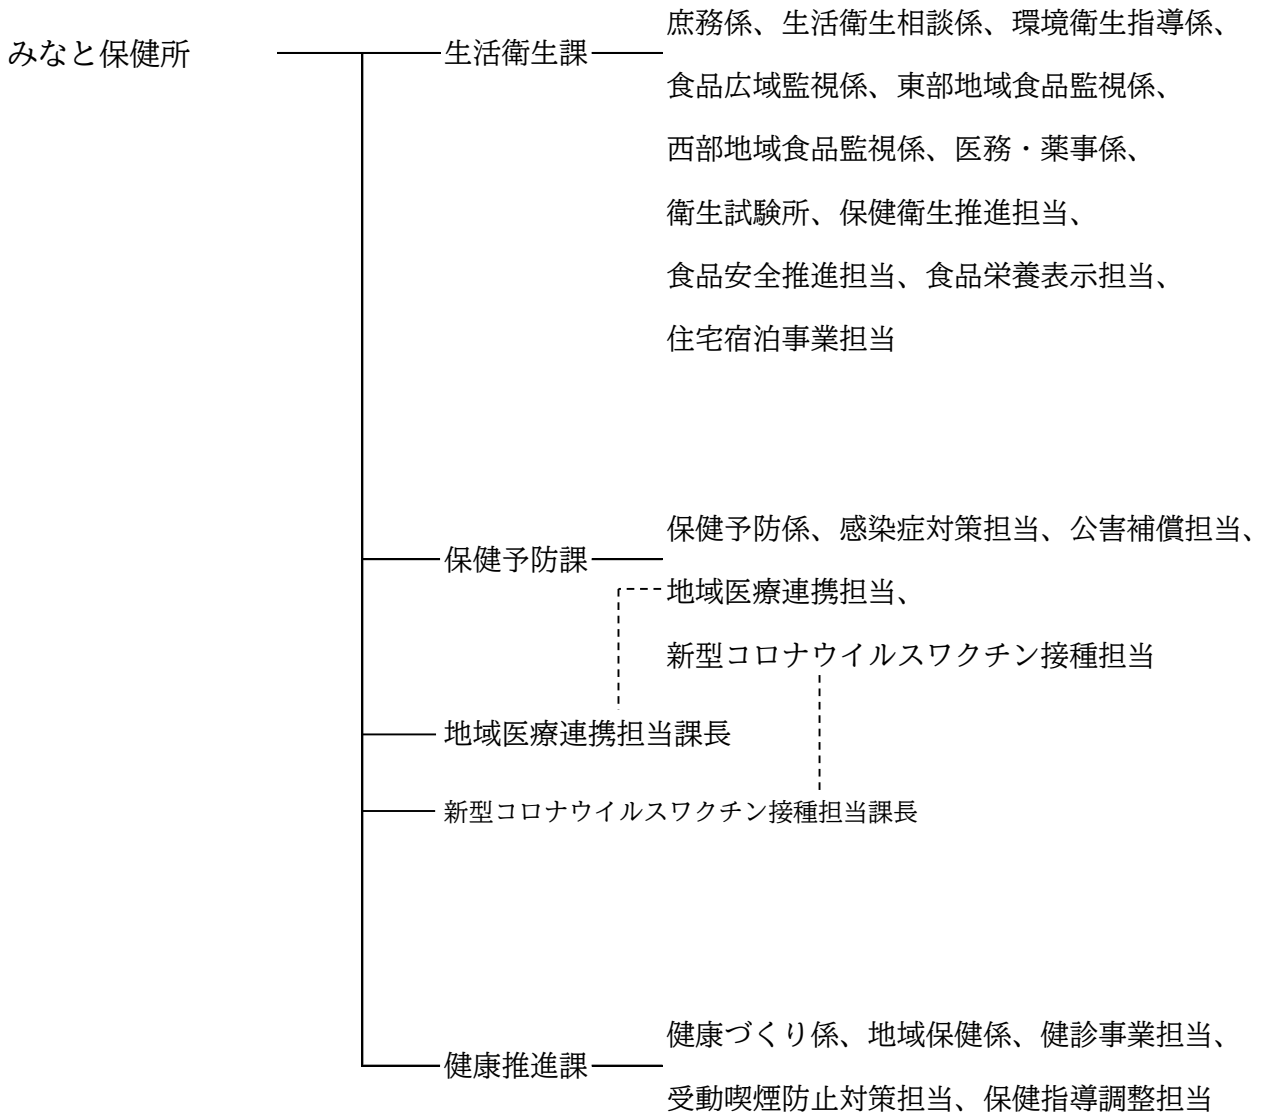 みなと保健所
生活衛生課
庶務係、生活衛生相談係、環境衛生指導係、
食品広域監視係、東部地域食品監視係、
西部地域食品監視係、医務・薬事係、
衛生試験所、保健衛生推進担当、
食品安全推進担当、食品栄養表示担当、
住宅宿泊事業担当
保健予防課
保健予防係、感染症対策担当、公害補償担当、
地域医療連携担当、
新型コロナウイルスワクチン接種担当
地域医療連携担当課長
新型コロナウイルスワクチン接種担当課長
健康推進課
健康づくり係、地域保健係、健診事業担当、
受動喫煙防止対策担当、保健指導調整担当